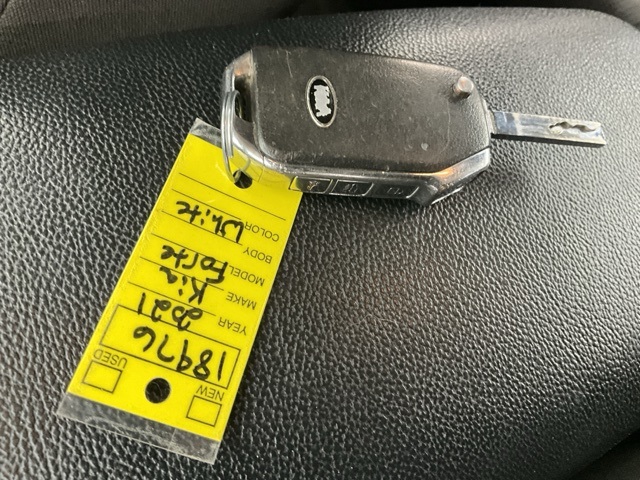 NEW USED
18976
YEAR 2021
MAKE Kia
MODEL Forte
BODY
COLOR White